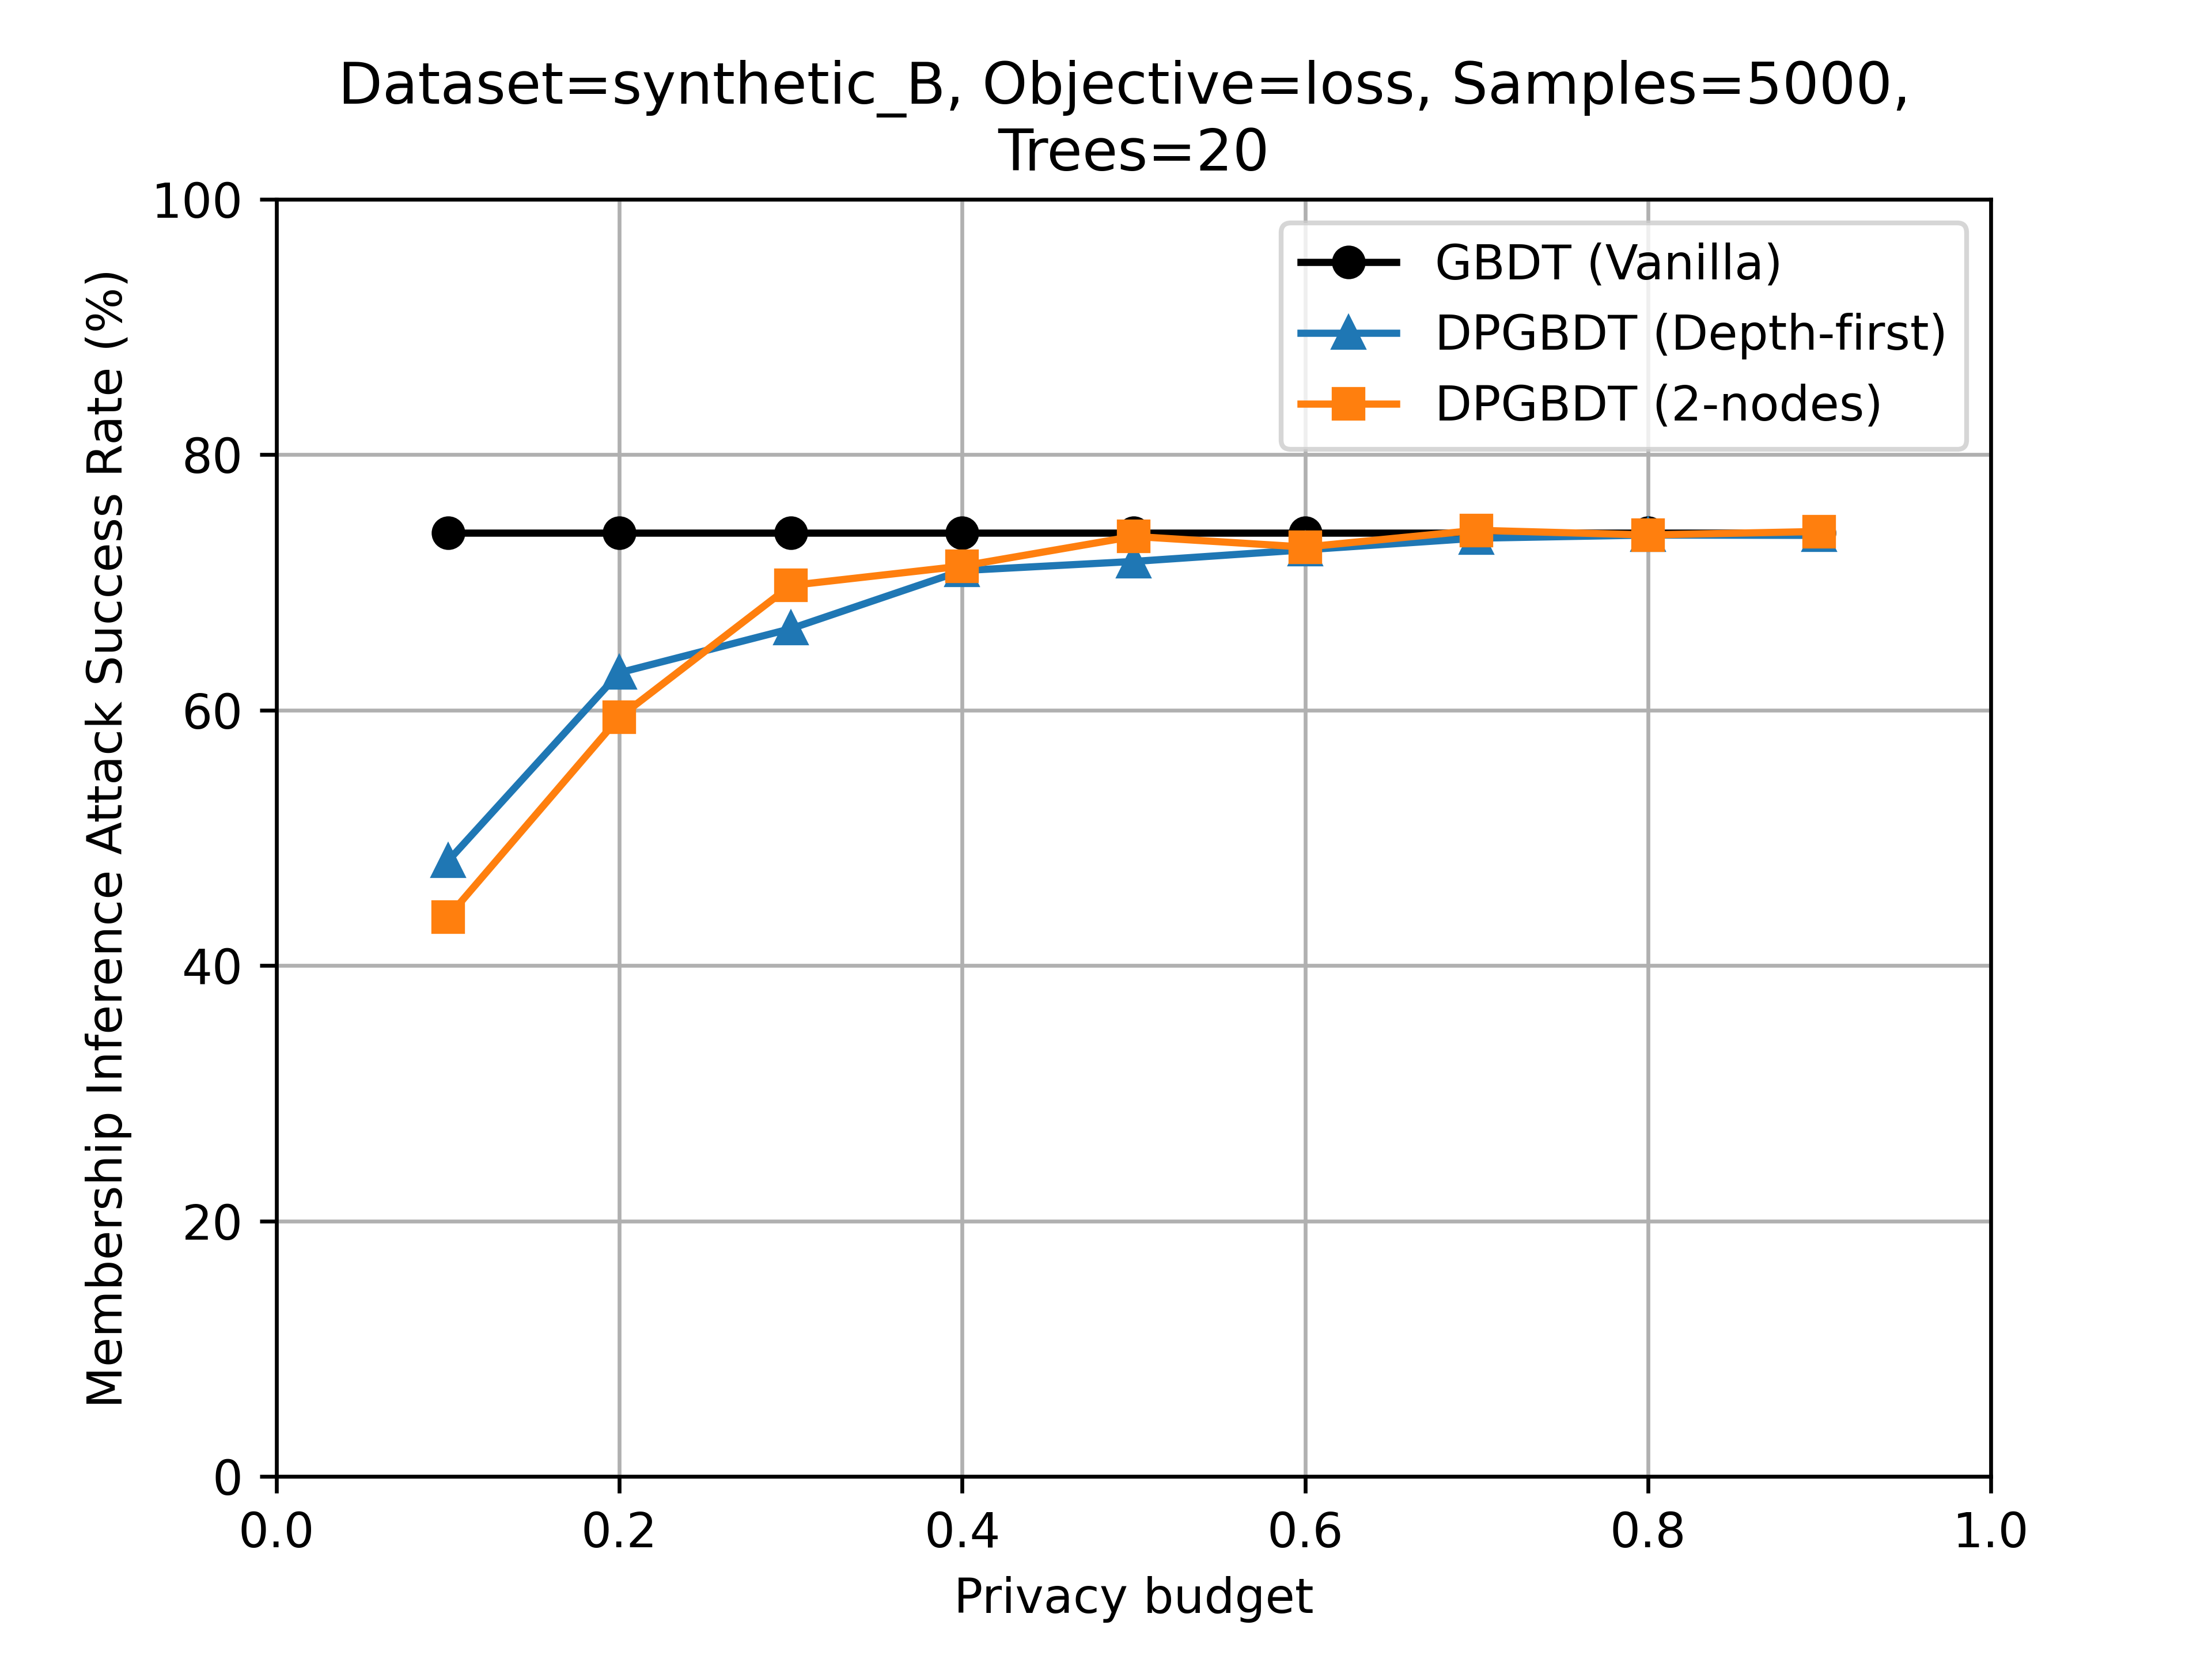 Dataset=synthetic_B, Objective=loss, Samples=5000,
Trees=20
Membership Inference Attack Success Rate (%)
100
80
60
40
20
0
GBDT (Vanilla)
DPGBDT (Depth-first)
DPGBDT (2-nodes)
0.0 0.2 0.4 0.6 0.8 1.0
Privacy budget